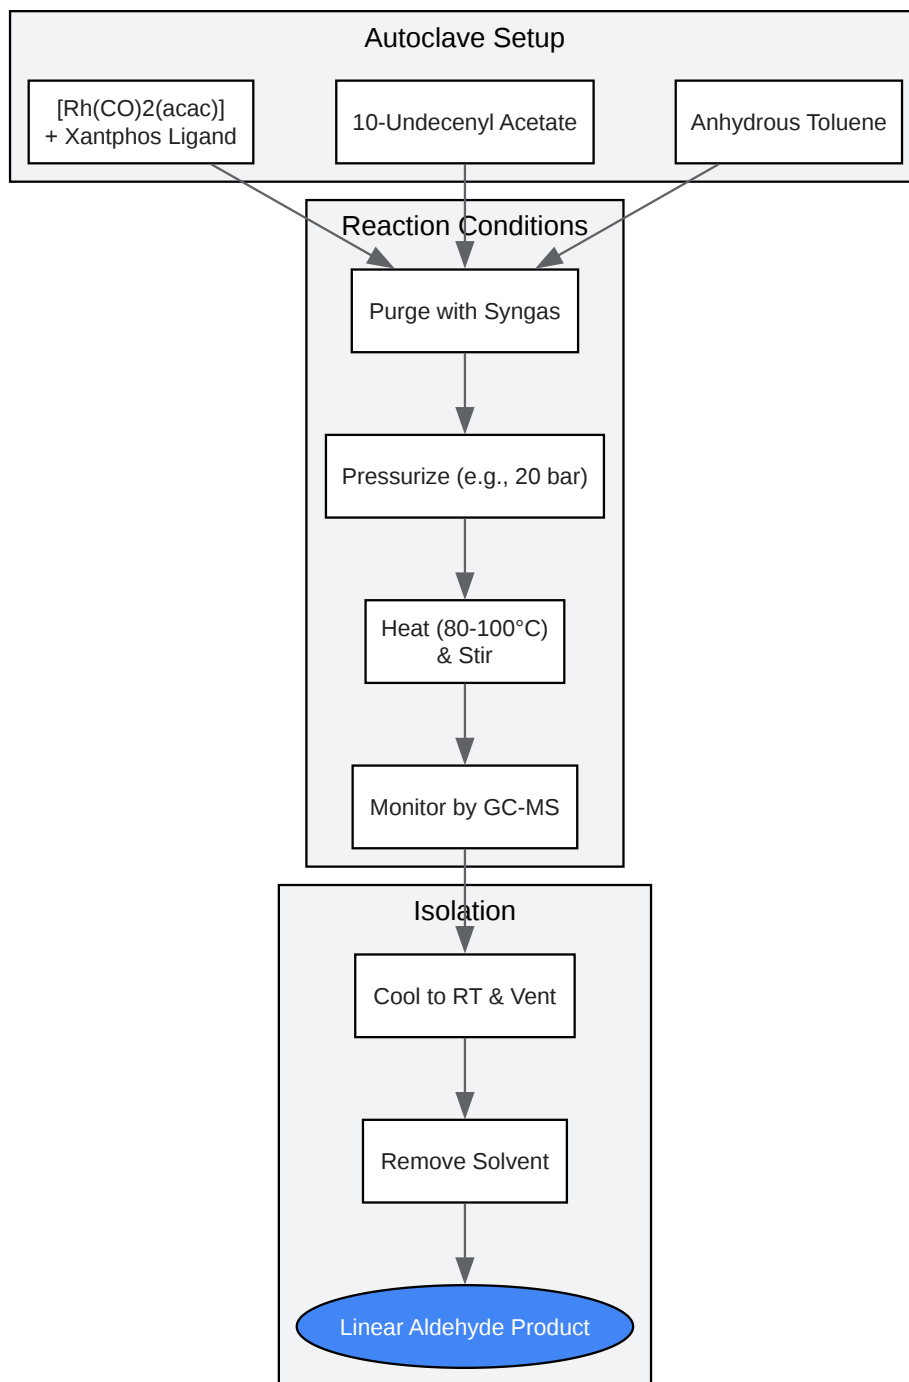 Autoclave Setup
[Rh(CO)2(acac)]
+ Xantphos Ligand
10-Undecenyl Acetate
Anhydrous Toluene
Reaction Conditions
Purge with Syngas
Pressurize (e.g., 20 bar)
Heat (80-100°C)
& Stir
Monitor by GC-MS
Isolation
Cool to RT & Vent
Remove Solvent
Linear Aldehyde Product